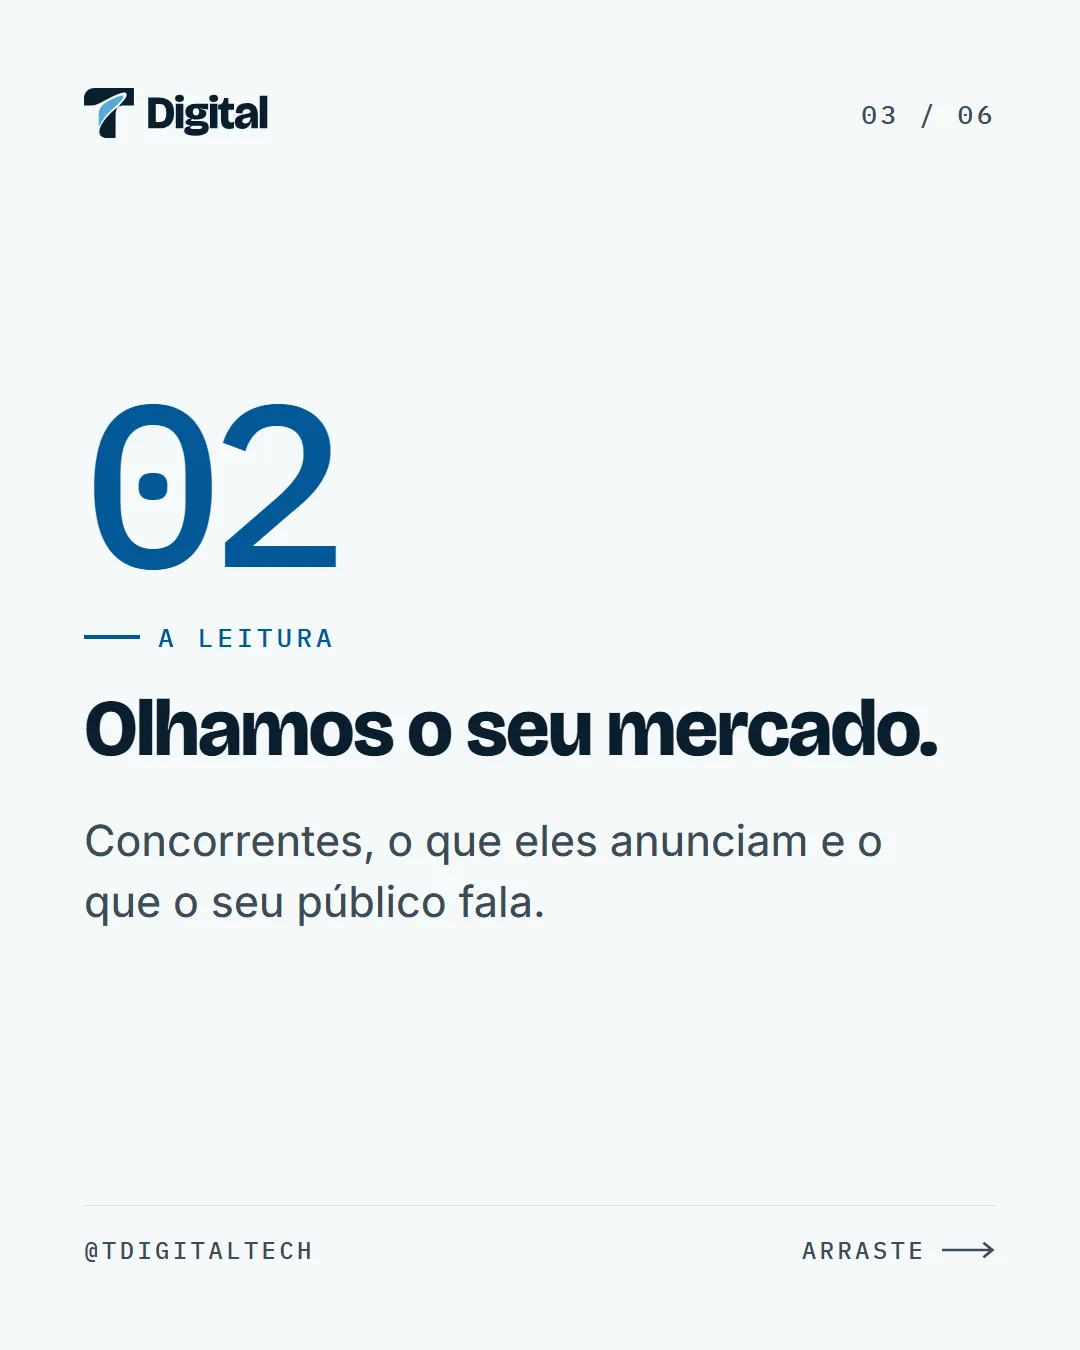 Digital
03 / 06
02
A LEITURA
Olhamos o seu mercado.
Concorrentes, o que eles anunciam e o
que o seu público fala.
@TDIGITALTECH
ARRASTE